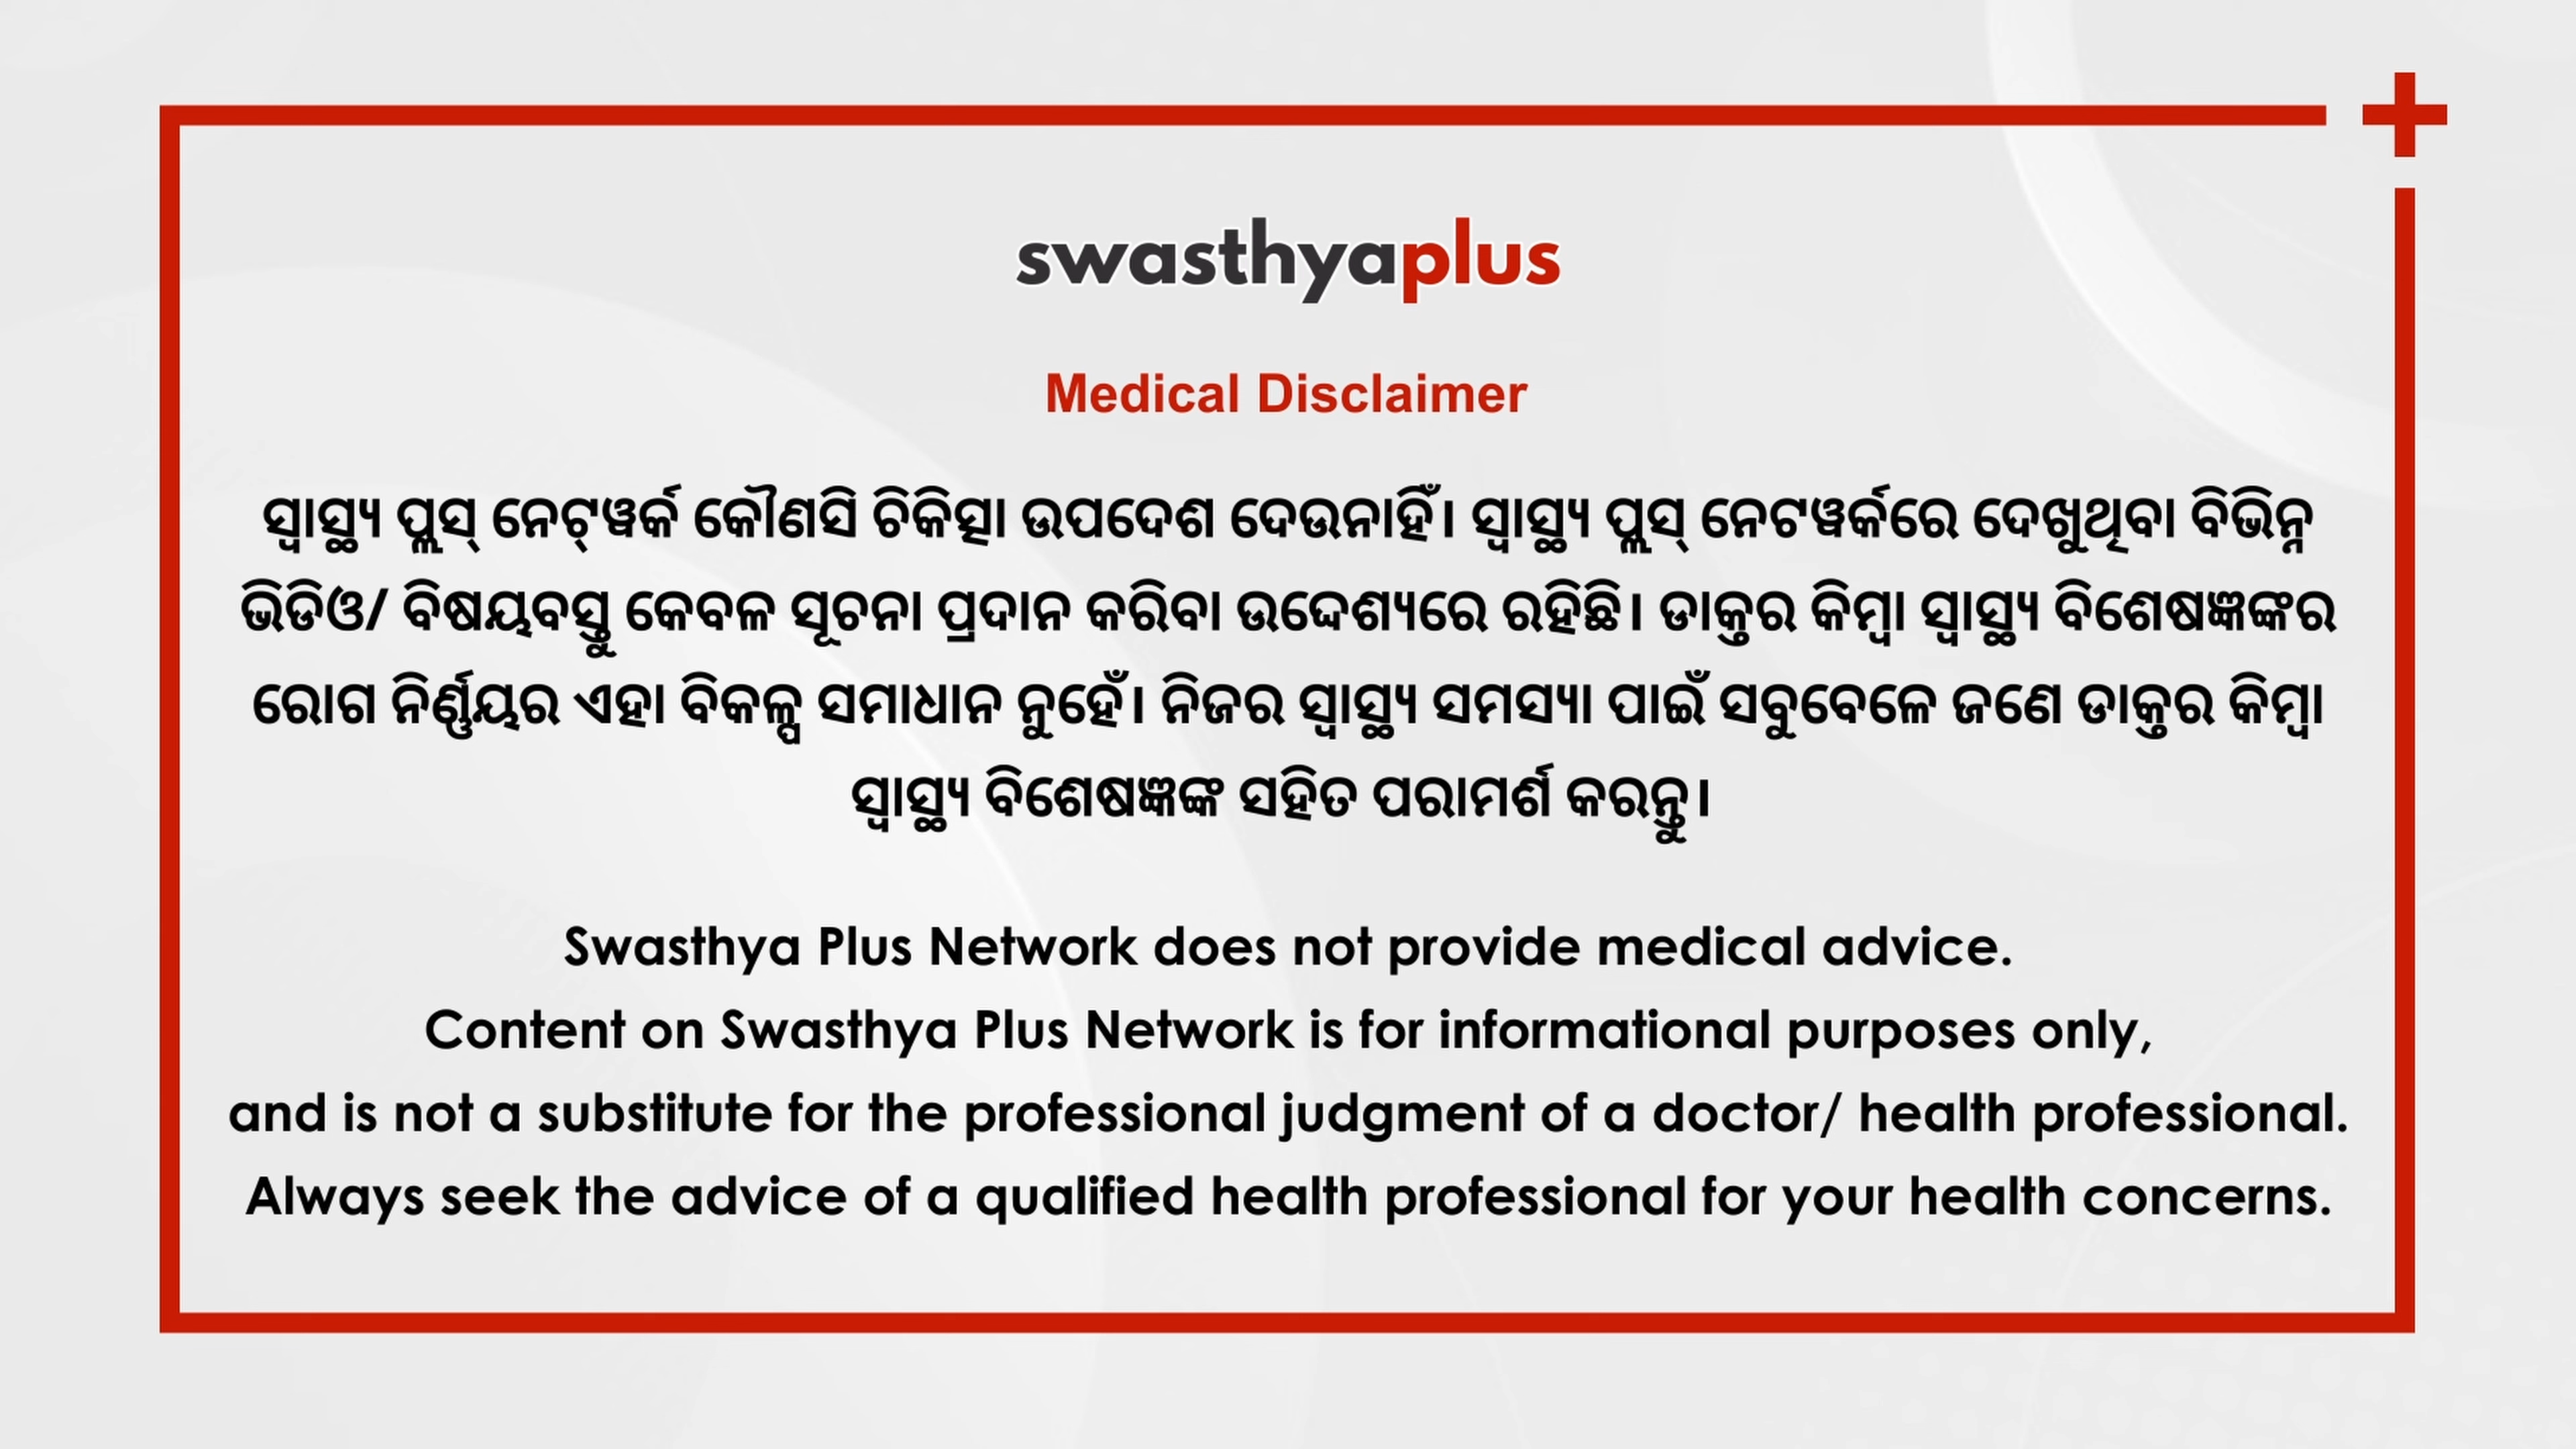 swasthyaplus
Medical Disclaimer
ସ୍ୱାସ୍ଥ୍ୟ ପ୍ଲସ୍ ନେଟ୍‌ୱର୍କ କୌଣସି ଚିକିତ୍ସା ଉପଦେଶ ଦେଉନାହିଁ। ସ୍ୱାସ୍ଥ୍ୟ ପ୍ଲସ୍ ନେଟୱର୍କରେ ଦେଖୁଥିବା ବିଭିନ୍ନ
ଭିଡିଓ/ ବିଷୟବସ୍ତୁ କେବଳ ସୂଚନା ପ୍ରଦାନ କରିବା ଉଦ୍ଦେଶ୍ୟରେ ରହିଛି। ଡାକ୍ତର କିମ୍ବା ସ୍ୱାସ୍ଥ୍ୟ ବିଶେଷଜ୍ଞଙ୍କର
ରୋଗ ନିର୍ଣ୍ଣୟର ଏହା ବିକଳ୍ପ ସମାଧାନ ନୁହେଁ। ନିଜର ସ୍ୱାସ୍ଥ୍ୟ ସମସ୍ୟା ପାଇଁ ସବୁବେଳେ ଜଣେ ଡାକ୍ତର କିମ୍ବା
ସ୍ୱାସ୍ଥ୍ୟ ବିଶେଷଜ୍ଞଙ୍କ ସହିତ ପରାମର୍ଶ କରନ୍ତୁ।
Swasthya Plus Network does not provide medical advice.
Content on Swasthya Plus Network is for informational purposes only,
and is not a substitute for the professional judgment of a doctor/ health professional.
Always seek the advice of a qualified health professional for your health concerns.